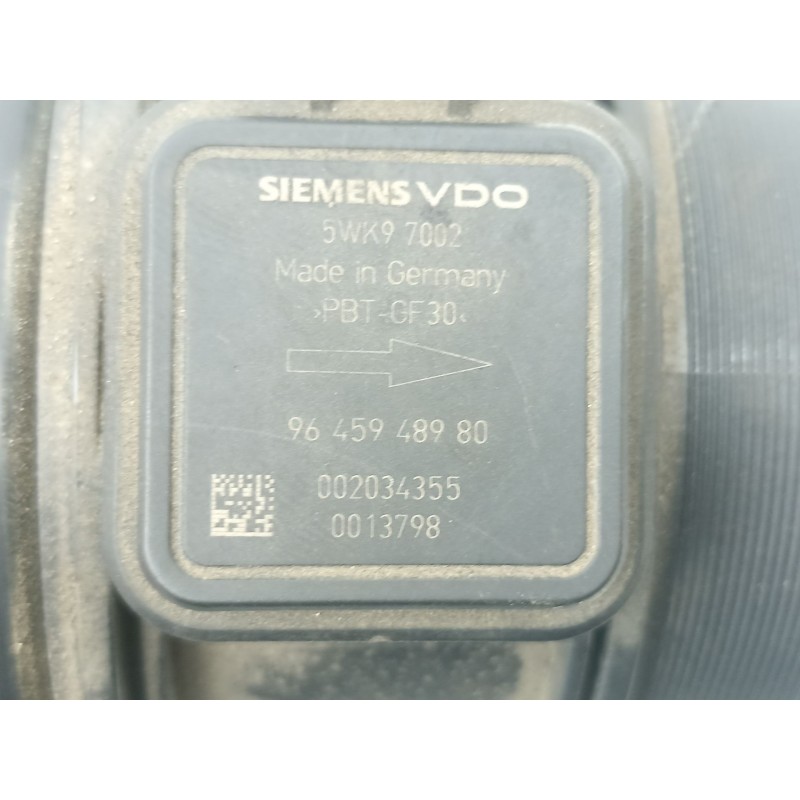 SIEMENS VDO
5WK9 7002
Made in Germany
>PBT-GF30<
96 459 489 80
002034355
0013798